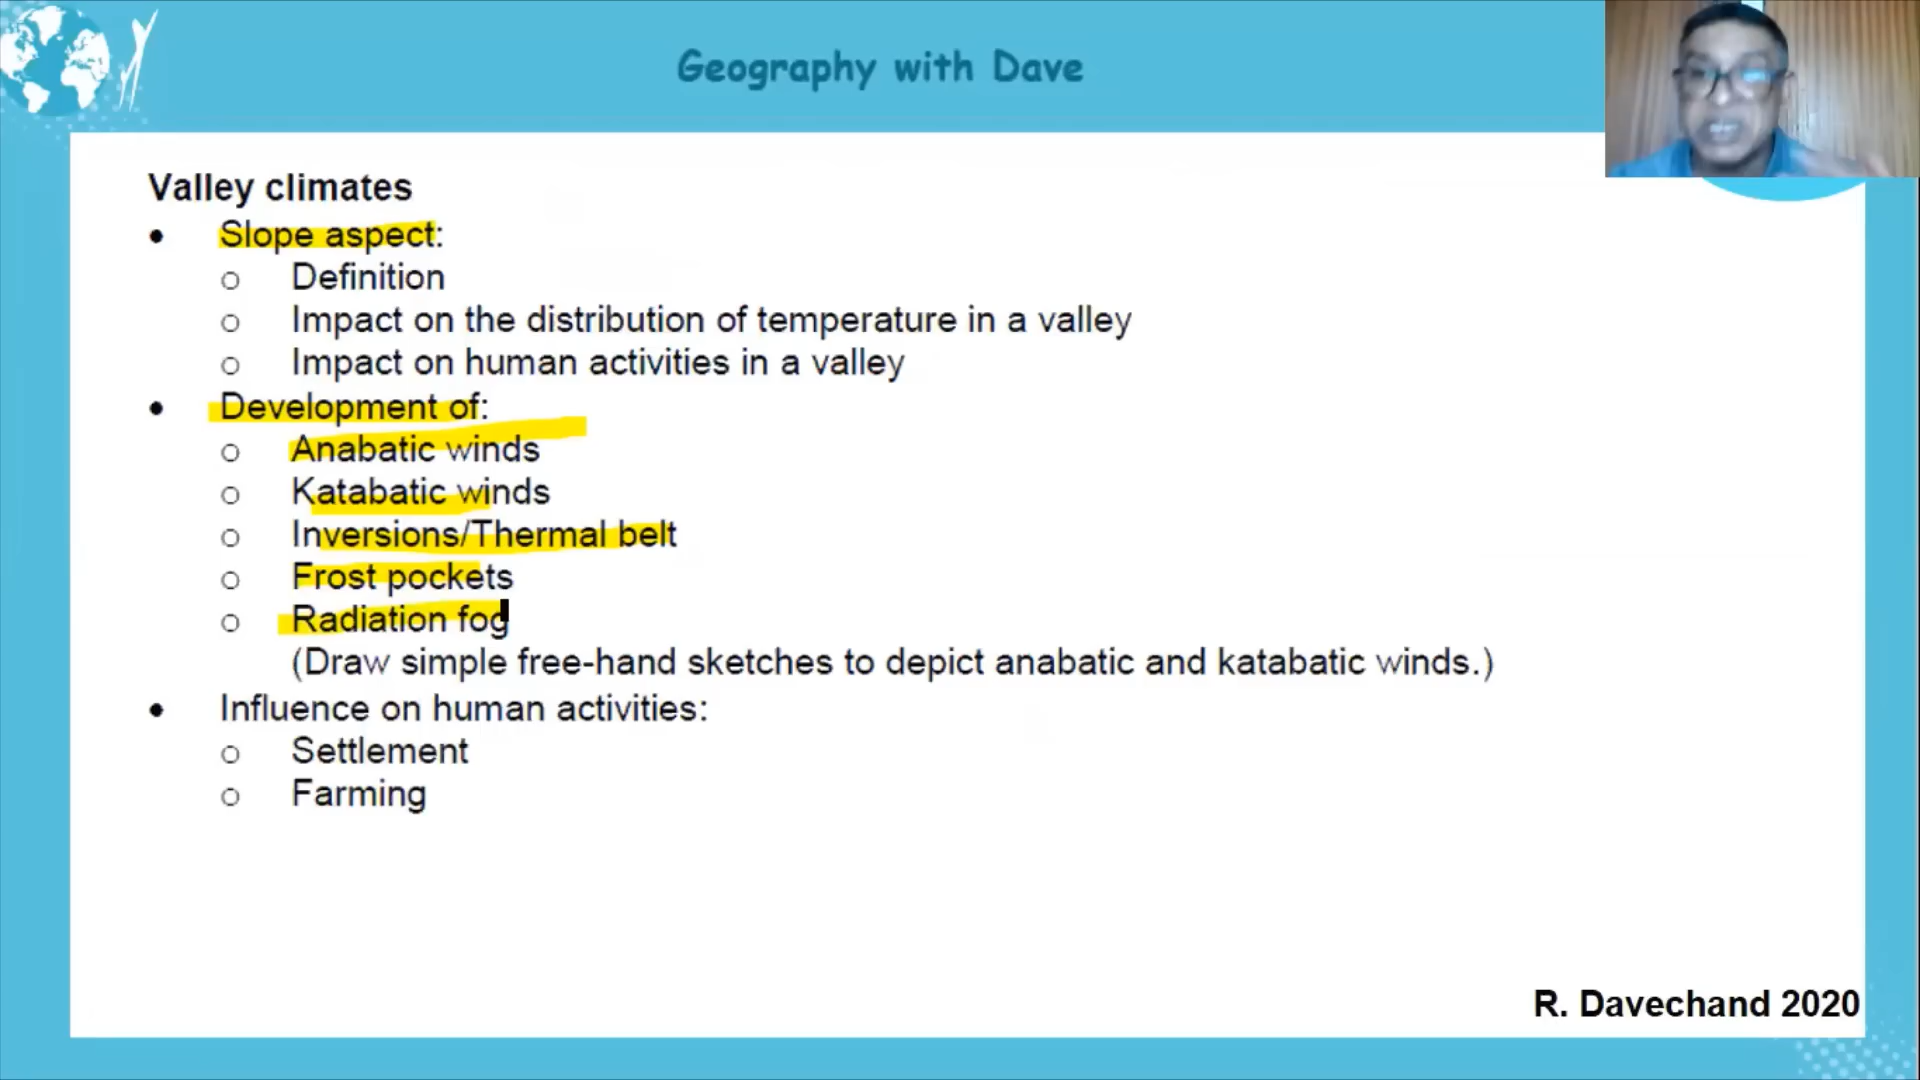 Geography with Dave
Valley climates
• Slope aspect:
o Definition
o Impact on the distribution of temperature in a valley
o Impact on human activities in a valley
• Development of:
o Anabatic winds
o Katabatic winds
o Inversions/Thermal belt
o Frost pockets
o Radiation fog
(Draw simple free-hand sketches to depict anabatic and katabatic winds.)
• Influence on human activities:
o Settlement
o Farming
R. Davechand 2020